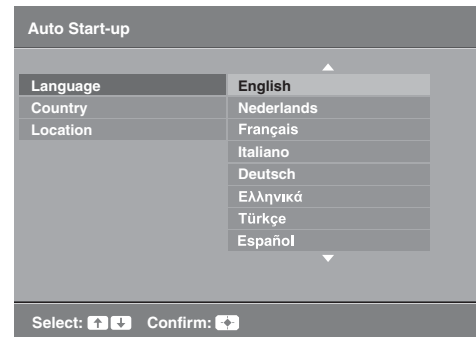 Auto Start-up
Language
Country
Location
English
Nederlands
Français
Italiano
Deutsch
Ελληνικά
Türkçe
Español
Select: Confirm: